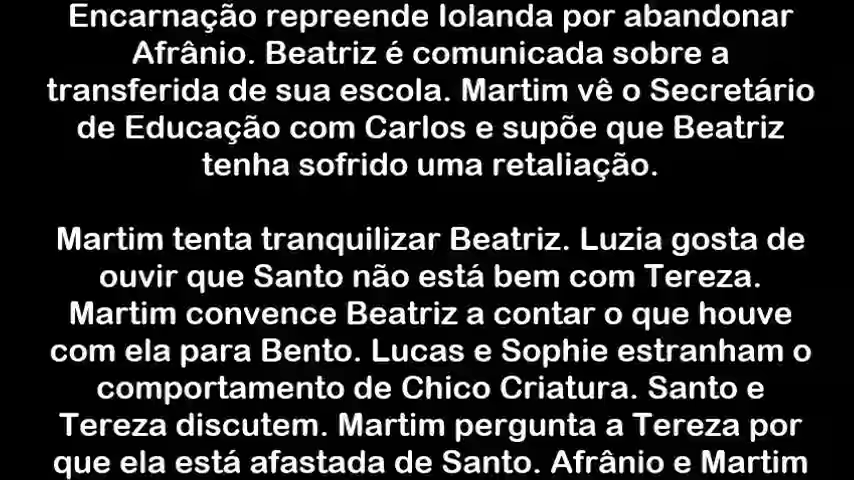 Encarnação repreende Iolanda por abandonar
Afrânio. Beatriz é comunicada sobre a
transferida de sua escola. Martim vê o Secretário
de Educação com Carlos e supõe que Beatriz
tenha sofrido uma retaliação.
Martim tenta tranquilizar Beatriz. Luzia gosta de
ouvir que Santo não está bem com Tereza.
Martim convence Beatriz a contar o que houve
com ela para Bento. Lucas e Sophie estranham o
comportamento de Chico Criatura. Santo e
Tereza discutem. Martim pergunta a Tereza por
que ela está afastada de Santo. Afrânio e Martim